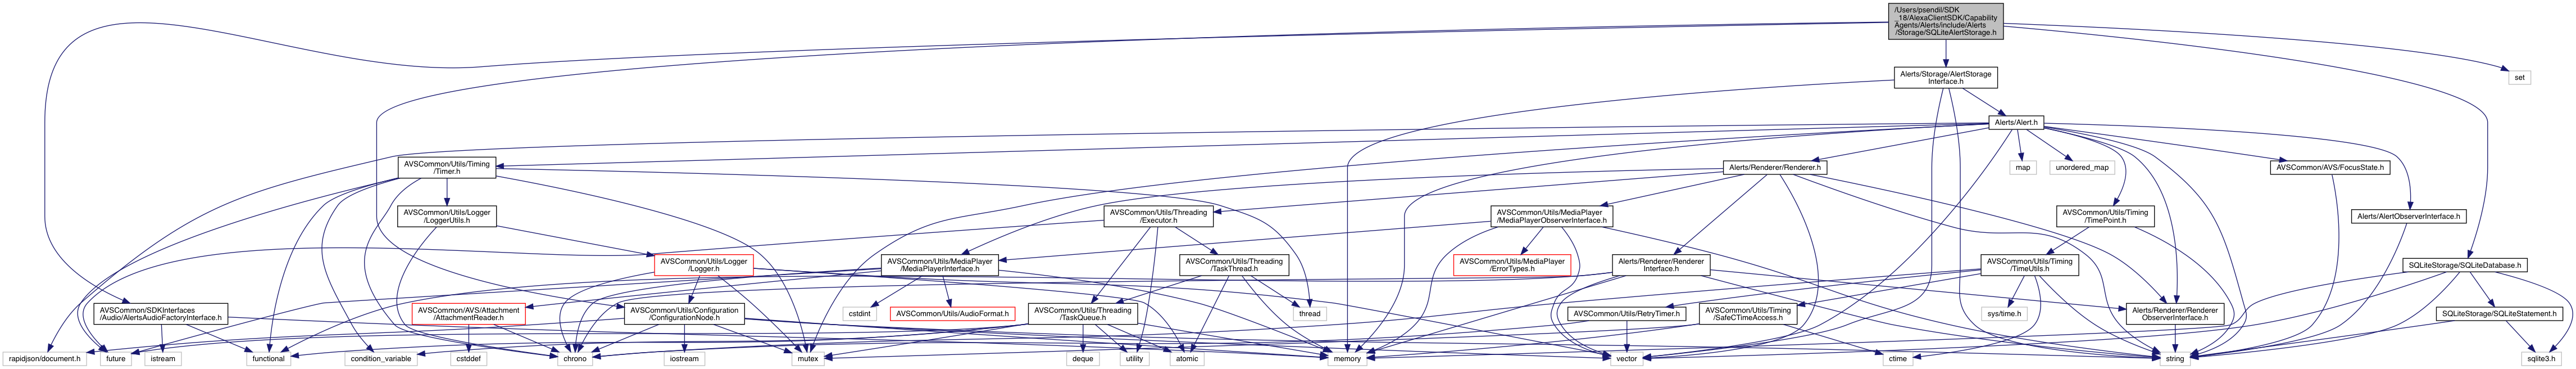 /Users/psendil/SDK
_18/AlexaClientSDK/Capability
Agents/Alerts/include/Alerts
/Storage/SQLiteAlertStorage.h
Alerts/Storage/AlertStorage
Interface.h
set
Alerts/Alert.h
AVSCommon/Utils/Timing
/Timer.h
Alerts/Renderer/Renderer.h
map
unordered_map
AVSCommon/AVS/FocusState.h
AVSCommon/Utils/Logger
/LoggerUtils.h
AVSCommon/Utils/Threading
/Executor.h
AVSCommon/Utils/MediaPlayer
/MediaPlayerObserverInterface.h
AVSCommon/Utils/Timing
/TimePoint.h
Alerts/AlertObserverInterface.h
AVSCommon/Utils/Logger
/Logger.h
AVSCommon/Utils/MediaPlayer
/MediaPlayerInterface.h
AVSCommon/Utils/Threading
/TaskThread.h
AVSCommon/Utils/MediaPlayer
/ErrorTypes.h
Alerts/Renderer/Renderer
Interface.h
AVSCommon/Utils/Timing
/TimeUtils.h
SQLiteStorage/SQLiteDatabase.h
AVSCommon/SDKInterfaces
/Audio/AlertsAudioFactoryInterface.h
AVSCommon/AVS/Attachment
/AttachmentReader.h
AVSCommon/Utils/Configuration
/ConfigurationNode.h
cstdint
AVSCommon/Utils/AudioFormat.h
AVSCommon/Utils/Threading
/TaskQueue.h
thread
AVSCommon/Utils/RetryTimer.h
AVSCommon/Utils/Timing
/SafeCTimeAccess.h
sys/time.h
Alerts/Renderer/Renderer
ObserverInterface.h
SQLiteStorage/SQLiteStatement.h
rapidjson/document.h
future
istream
functional
condition_variable
cstddef
chrono
iostream
mutex
deque
utility
atomic
memory
vector
ctime
string
sqlite3.h